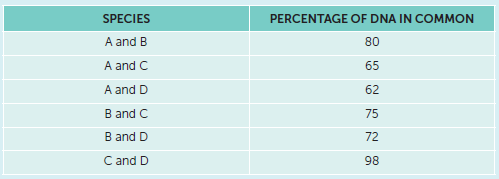 SPECIES PERCENTAGE OF DNA IN COMMON
A and B 80
A and C 65
A and D 62
B and C 75
B and D 72
C and D 98